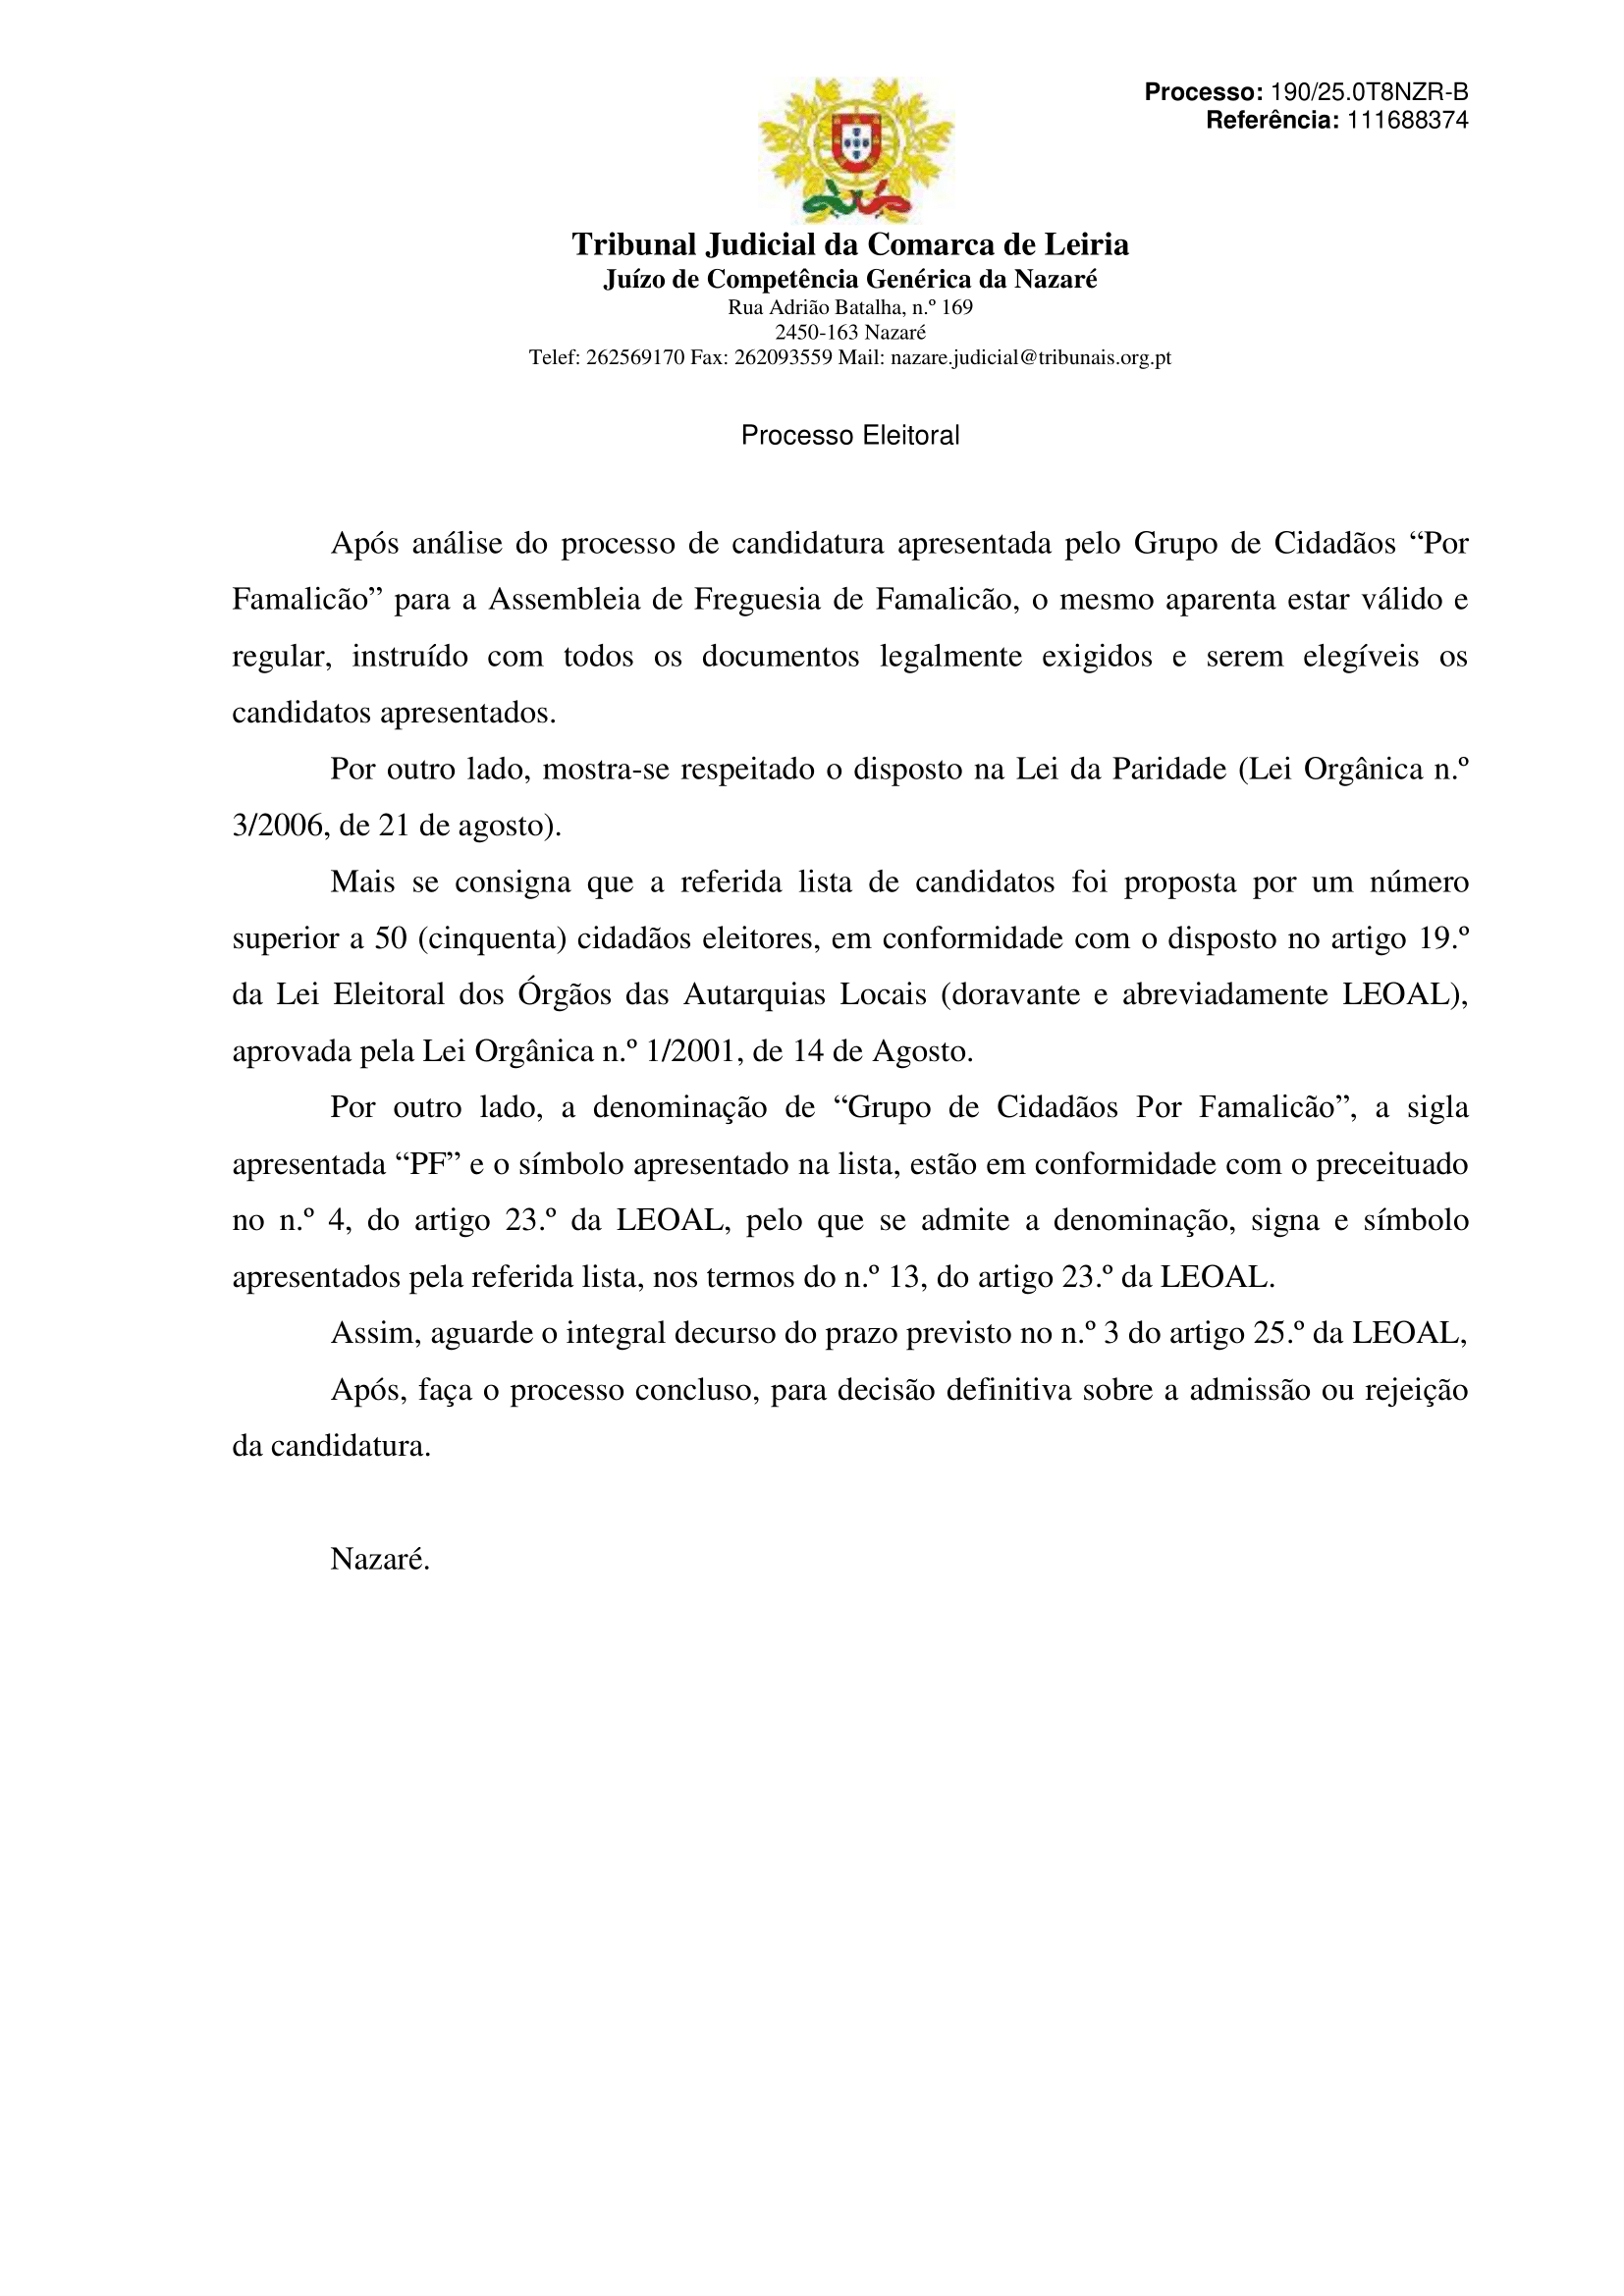 Processo: 190/25.0T8NZR-B
Referência: 111688374
Tribunal Judicial da Comarca de Leiria
Juízo de Competência Genérica da Nazaré
Rua Adrião Batalha, n.º 169
2450-163 Nazaré
Telef: 262569170 Fax: 262093559 Mail: nazare.judicial@tribunais.org.pt
Processo Eleitoral
Após análise do processo de candidatura apresentada pelo Grupo de Cidadãos “Por
Famalicão” para a Assembleia de Freguesia de Famalicão, o mesmo aparenta estar válido e
regular, instruído com todos os documentos legalmente exigidos e serem elegíveis os
candidatos apresentados.
Por outro lado, mostra-se respeitado o disposto na Lei da Paridade (Lei Orgânica n.º
3/2006, de 21 de agosto).
Mais se consigna que a referida lista de candidatos foi proposta por um número
superior a 50 (cinquenta) cidadãos eleitores, em conformidade com o disposto no artigo 19.º
da Lei Eleitoral dos Órgãos das Autarquias Locais (doravante e abreviadamente LEOAL),
aprovada pela Lei Orgânica n.º 1/2001, de 14 de Agosto.
Por outro lado, a denominação de “Grupo de Cidadãos Por Famalicão”, a sigla
apresentada “PF” e o símbolo apresentado na lista, estão em conformidade com o preceituado
no n.º 4, do artigo 23.º da LEOAL, pelo que se admite a denominação, signa e símbolo
apresentados pela referida lista, nos termos do n.º 13, do artigo 23.º da LEOAL.
Assim, aguarde o integral decurso do prazo previsto no n.º 3 do artigo 25.º da LEOAL,
Após, faça o processo concluso, para decisão definitiva sobre a admissão ou rejeição
da candidatura.
Nazaré.